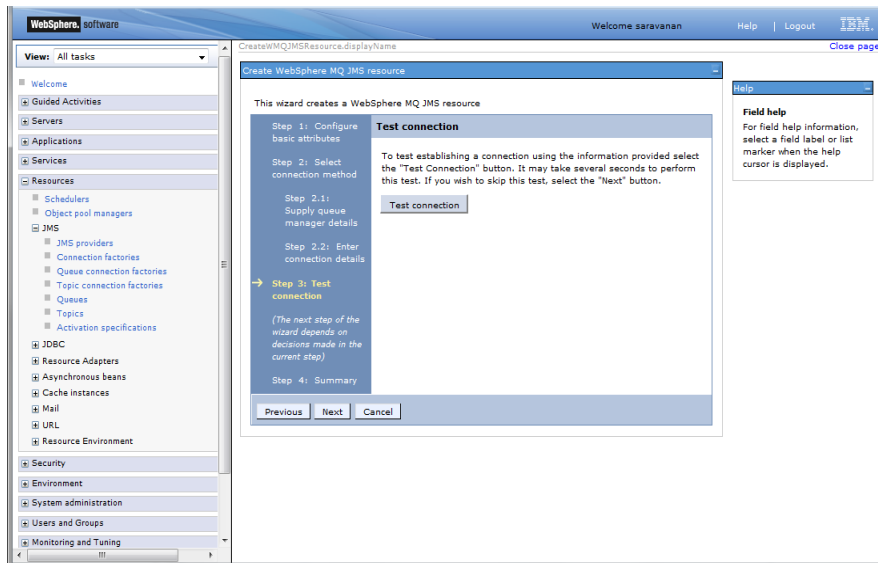 WebSphere. software
Welcome saravanan
Help | Logout
IBM.
View: All tasks
CreateWMQJMSResource.displayName
Close page
Welcome
Guided Activities
Servers
Applications
Services
Resources
Schedulers
Object pool managers
JMS
JMS providers
Connection factories
Queue connection factories
Topic connection factories
Queues
Topics
Activation specifications
JDBC
Resource Adapters
Asynchronous beans
Cache instances
Mail
URL
Resource Environment
Security
Environment
System administration
Users and Groups
Monitoring and Tuning
Create WebSphere MQ JMS resource
This wizard creates a WebSphere MQ JMS resource
Step 1: Configure
basic attributes
Step 2: Select
connection method
Step 2.1:
Supply queue
manager details
Step 2.2: Enter
connection details
Step 3: Test
connection
(The next step of the
wizard depends on
decisions made in the
current step)
Step 4: Summary
Test connection
To test establishing a connection using the information provided select
the "Test Connection" button. It may take several seconds to perform
this test. If you wish to skip this test, select the "Next" button.
Test connection
Previous
Next
Cancel
Help
Field help
For field help information,
select a field label or list
marker when the help
cursor is displayed.